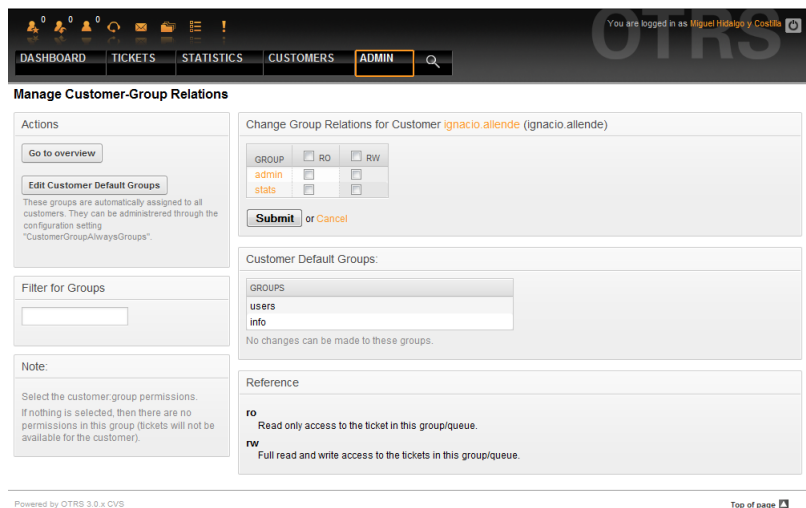 OTRS
0 0 0
You are logged in as Miguel Hidalgo y Costilla
DASHBOARD TICKETS STATISTICS CUSTOMERS ADMIN
Manage Customer-Group Relations
Actions
Go to overview
Edit Customer Default Groups
These groups are automatically assigned to all
customers. They can be administrered through the
configuration setting
"CustomerGroupAlwaysGroups".
Filter for Groups
Note:
Select the customer:group permissions.
If nothing is selected, then there are no
permissions in this group (tickets will not be
available for the customer).
Change Group Relations for Customer ignacio.allende (ignacio.allende)
GROUP RO RW
admin
stats
Submit or Cancel
Customer Default Groups:
GROUPS
users
info
No changes can be made to these groups.
Reference
ro
Read only access to the ticket in this group/queue.
rw
Full read and write access to the tickets in this group/queue.
Powered by OTRS 3.0.x CVS
Top of page